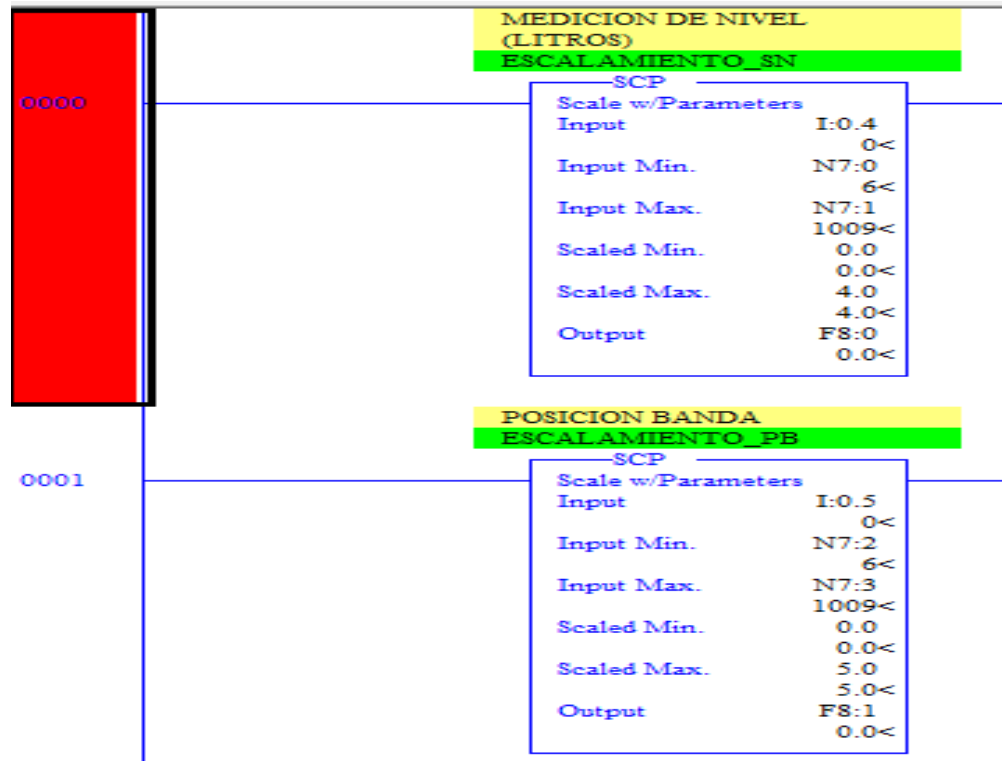 MEDICION DE NIVEL
(LITROS)
ESCALAMIENTO_SN
SCP
0000
Scale w/Parameters
Input I:0.4
0<
Input Min. N7:0
6<
Input Max. N7:1
1009<
Scaled Min. 0.0
0.0<
Scaled Max. 4.0
4.0<
Output F8:0
0.0<
POSICION BANDA
ESCALAMIENTO_PB
SCP
0001
Scale w/Parameters
Input I:0.5
0<
Input Min. N7:2
6<
Input Max. N7:3
1009<
Scaled Min. 0.0
0.0<
Scaled Max. 5.0
5.0<
Output F8:1
0.0<